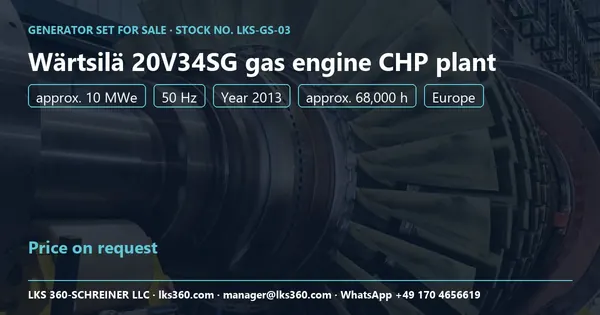 GENERATOR SET FOR SALE · STOCK NO. LKS-GS-03
Wärtsilä 20V34SG gas engine CHP plant
approx. 10 MWe 50 Hz Year 2013 approx. 68,000 h Europe
Price on request
LKS 360-SCHREINER LLC · lks360.com · manager@lks360.com · WhatsApp +49 170 4656619